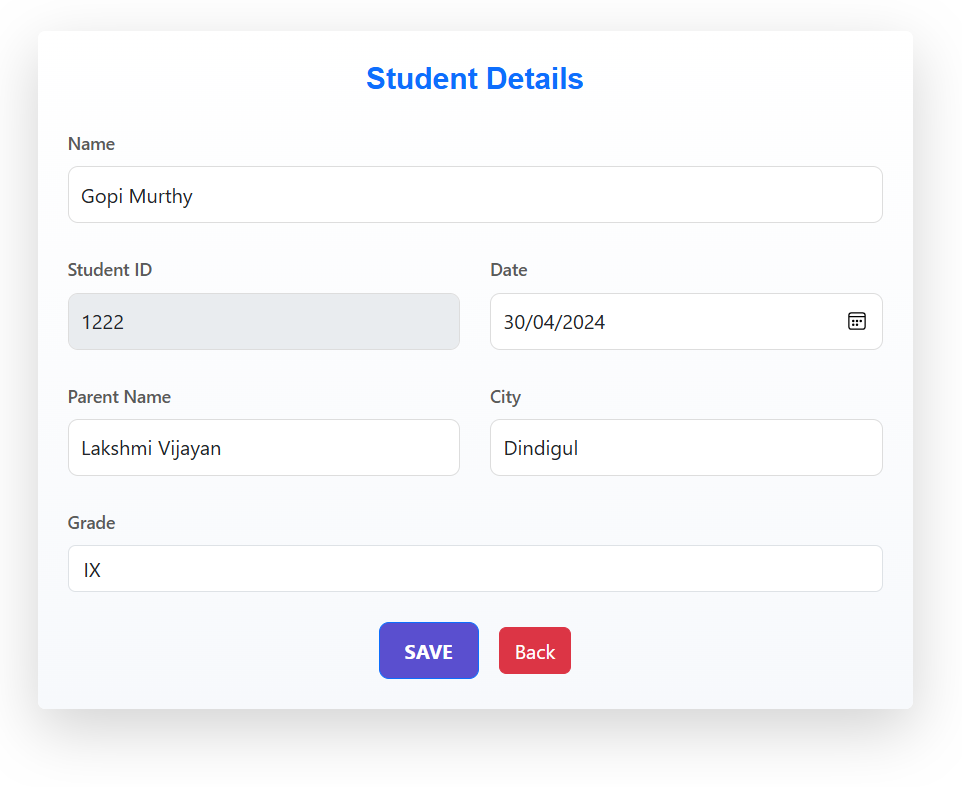 Student Details
Name
Gopi Murthy
Student ID
Date
1222
30/04/2024
Parent Name
City
Lakshmi Vijayan
Dindigul
Grade
IX
SAVE
Back